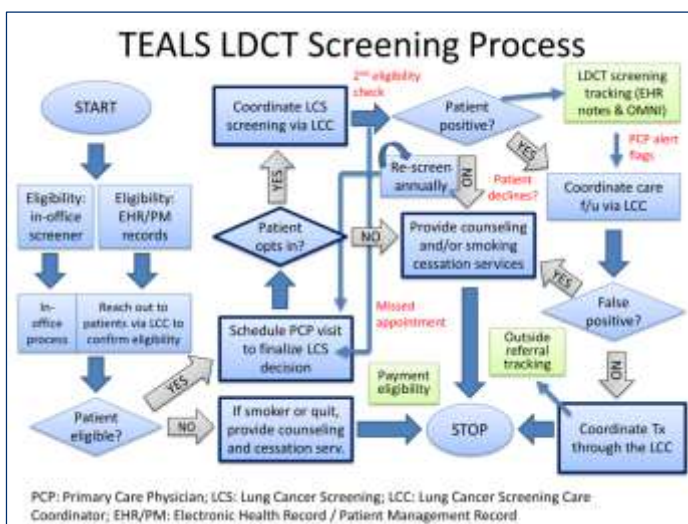 TEALS LDCT Screening Process
START
Eligibility:
in-office
screener
Eligibility:
EHR/PM
records
In-
office
process
Reach out to
patients via LCC to
confirm eligibility
Patient
eligible?
YES
NO
If smoker or quit,
provide counseling
and cessation serv.
Schedule PCP visit
to finalize LCS
decision
Patient
opts in?
YES
NO
Coordinate LCS
screening via LCC
2nd eligibility
check
Patient
positive?
Re-screen
annually
NO
YES
Patient
declines?
LDCT screening
tracking (EHR
notes & OMNI)
PCP alert
flags
Coordinate care
f/u via LCC
Provide counseling
and/or smoking
cessation services
YES
False
positive?
NO
Missed
appointment
Outside
referral
tracking
Payment
eligibility
STOP
Coordinate Tx
through the LCC
PCP: Primary Care Physician; LCS: Lung Cancer Screening; LCC: Lung Cancer Screening Care
Coordinator; EHR/PM: Electronic Health Record / Patient Management Record